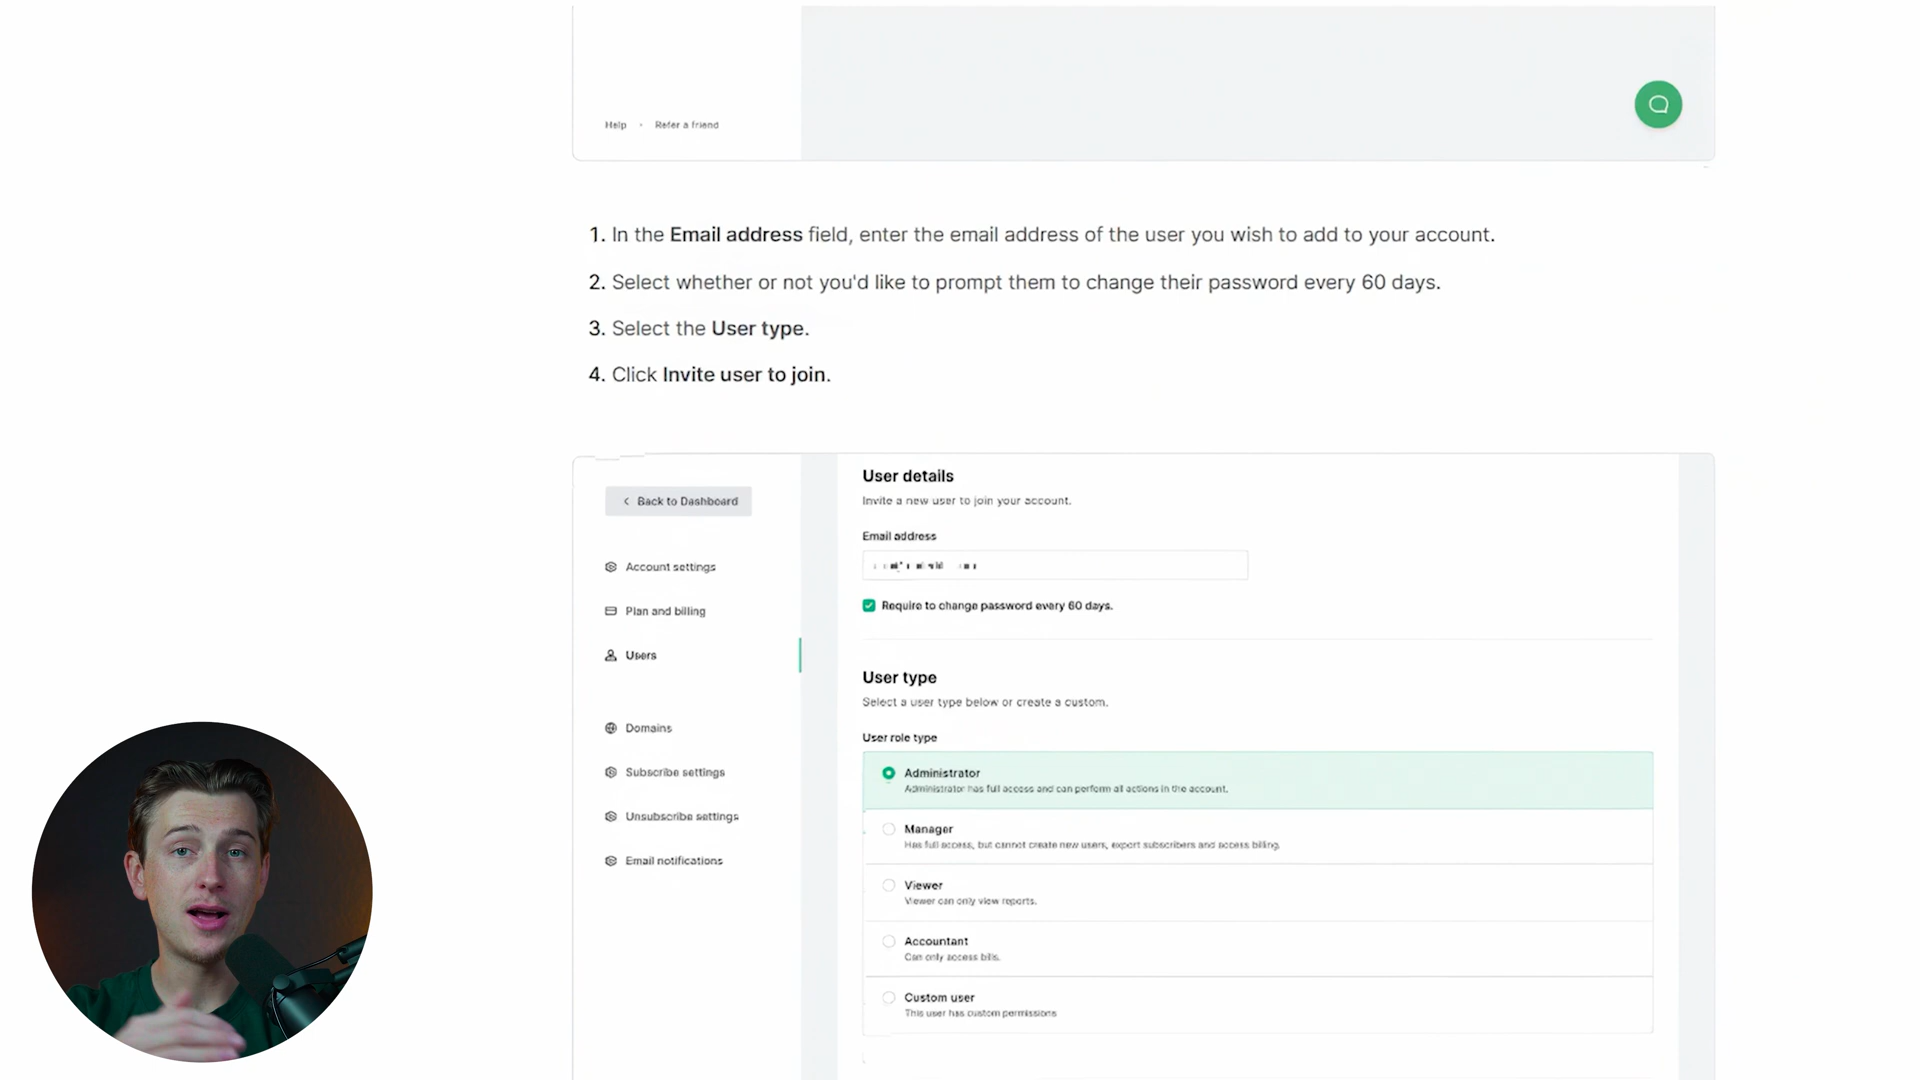 Help · Refer a friend
1. In the Email address field, enter the email address of the user you wish to add to your account.
2. Select whether or not you'd like to prompt them to change their password every 60 days.
3. Select the User type.
4. Click Invite user to join.
Back to Dashboard
Account settings
Plan and billing
Users
Domains
Subscribe settings
Unsubscribe settings
Email notifications
User details
Invite a new user to join your account.
Email address
Require to change password every 60 days.
User type
Select a user type below or create a custom.
User role type
Administrator
Administrator has full access and can perform all actions in the account.
Manager
Has full access, but cannot create new users, export subscribers and access billing.
Viewer
Viewer can only view reports.
Accountant
Can only access bills.
Custom user
This user has custom permissions